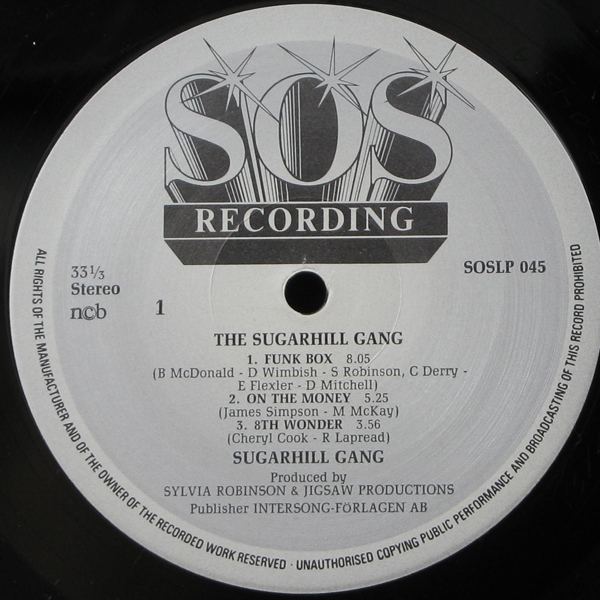 SOS
RECORDING
33⅓
Stereo
ncb
1
SOSLP 045
THE SUGARHILL GANG
1. FUNK BOX 8.05
(B McDonald - D Wimbish - S Robinson, C Derry -
E Flexler - D Mitchell)
2. ON THE MONEY 5.25
(James Simpson - M McKay)
3. 8TH WONDER 3.56
(Cheryl Cook - R Lapread)
SUGARHILL GANG
Produced by
SYLVIA ROBINSON & JIGSAW PRODUCTIONS
Publisher INTERSONG-FÖRLAGEN AB
ALL RIGHTS OF THE MANUFACTURER AND OF THE OWNER OF THE RECORDED WORK RESERVED · UNAUTHORISED COPYING PUBLIC PERFORMANCE AND BROADCASTING OF THIS RECORD PROHIBITED